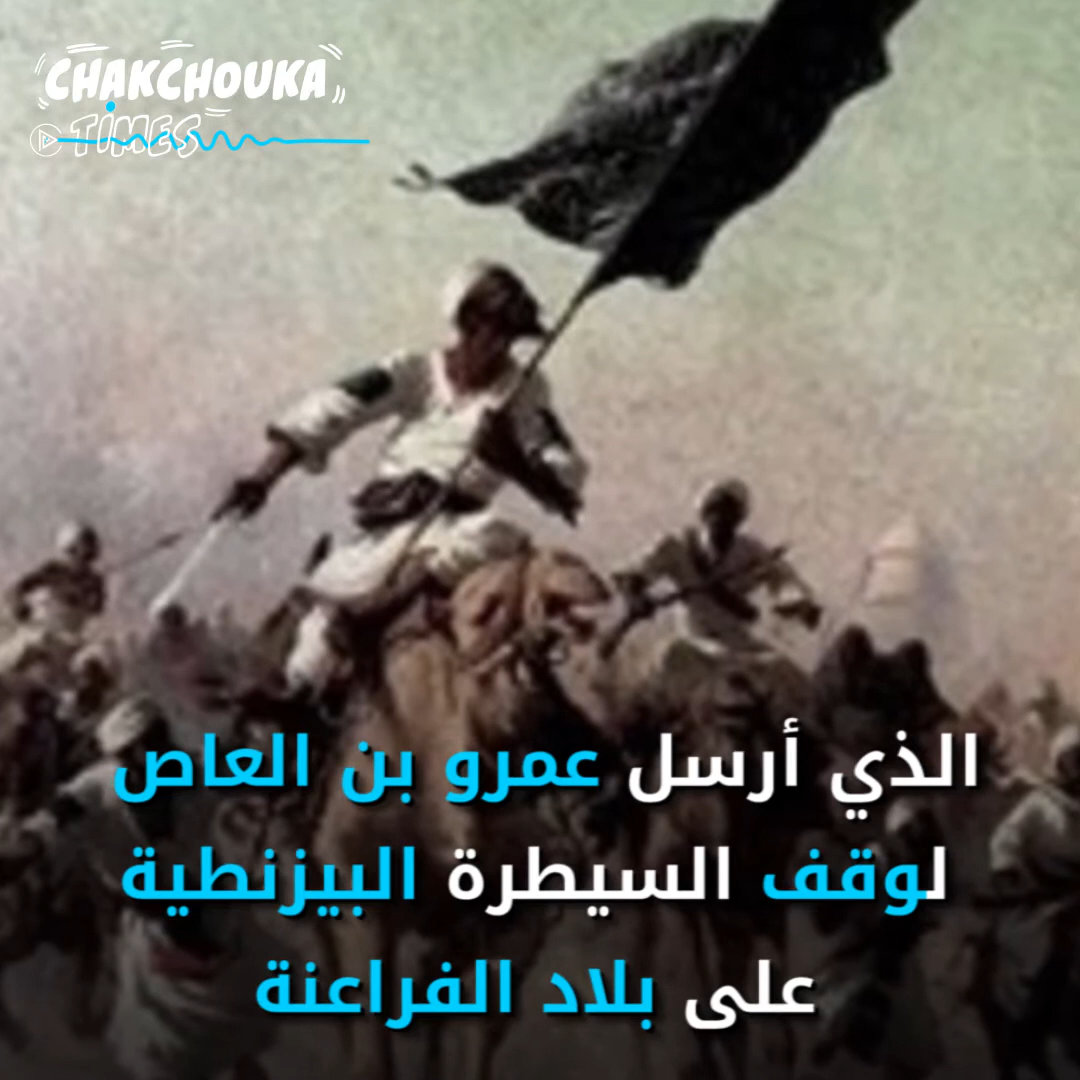 CHAKCHOUKA
TIMES
الذي أرسل عمرو بن العاص
لوقف السيطرة البيزنطية
على بلاد الفراعنة